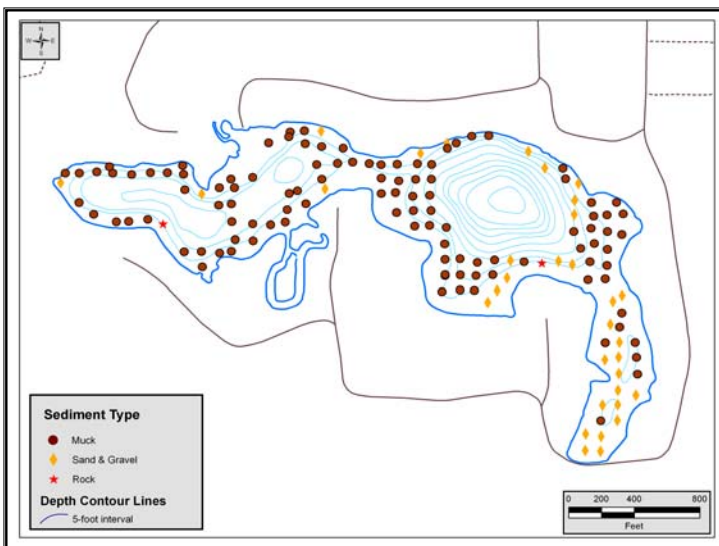 N
W E
S
Sediment Type
Muck
Sand & Gravel
Rock
Depth Contour Lines
5-foot interval
0 200 400 800
Feet